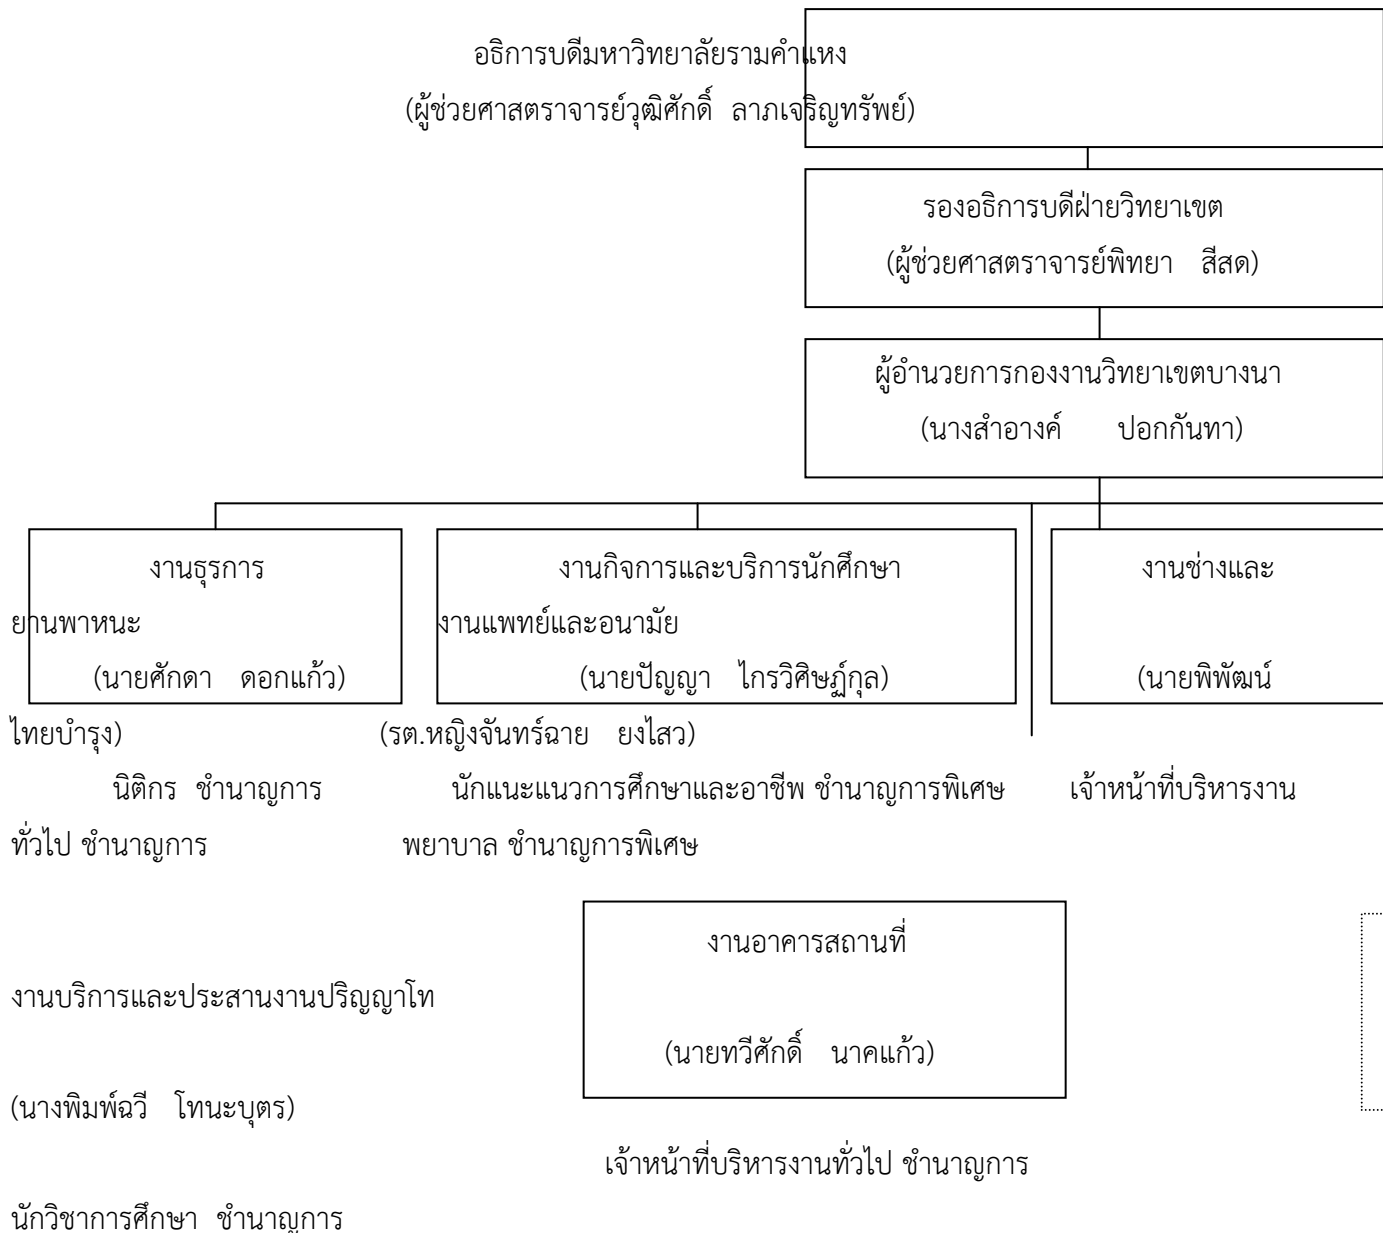 อธิการบดีมหาวิทยาลัยรามคำแหง
(ผู้ช่วยศาสตราจารย์วุฒิศักดิ์ ลาภเจริญทรัพย์)
รองอธิการบดีฝ่ายวิทยาเขต
(ผู้ช่วยศาสตราจารย์พิทยา สีสด)
ผู้อำนวยการกองงานวิทยาเขตบางนา
(นางสำอางค์ ปอกกันทา)
งานธุรการ งานกิจการและบริการนักศึกษา งานช่างและ
ยานพาหนะ งานแพทย์และอนามัย
(นายศักดา ดอกแก้ว) (นายปัญญา ไกรวิศิษฏ์กุล) (นายพิพัฒน์
ไทยบำรุง) (รต.หญิงจันทร์ฉาย ยงไสว)
นิติกร ชำนาญการ นักแนะแนวการศึกษาและอาชีพ ชำนาญการพิเศษ เจ้าหน้าที่บริหารงาน
ทั่วไป ชำนาญการ พยาบาล ชำนาญการพิเศษ
งานอาคารสถานที่
งานบริการและประสานงานปริญญาโท
(นายทวีศักดิ์ นาคแก้ว)
(นางพิมพ์ฉวี โทนะบุตร)
เจ้าหน้าที่บริหารงานทั่วไป ชำนาญการ
นักวิชาการศึกษา ชำนาญการ